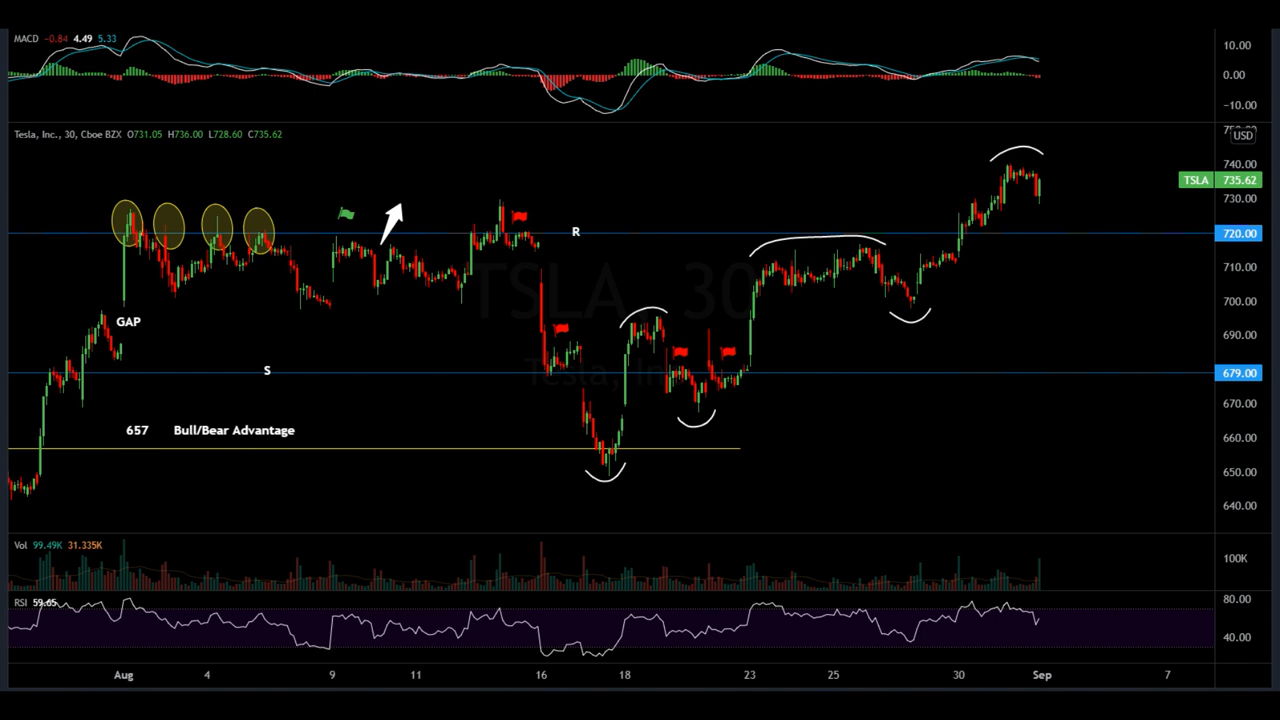 MACD -0.84 4.49 5.33
10.00
0.00
-10.00
Tesla, Inc., 30, Cboe BZX O731.05 H736.00 L728.60 C735.62
USD
740.00
TSLA 735.62
730.00
R
720.00
710.00
TSLA, 30
700.00
GAP
690.00
S
Tesla, In
679.00
670.00
657 Bull/Bear Advantage
660.00
650.00
640.00
Vol 99.49K 31.335K
100K
RSI 59.65
80.00
40.00
Aug 4 9 11 16 18 23 25 30 Sep 7